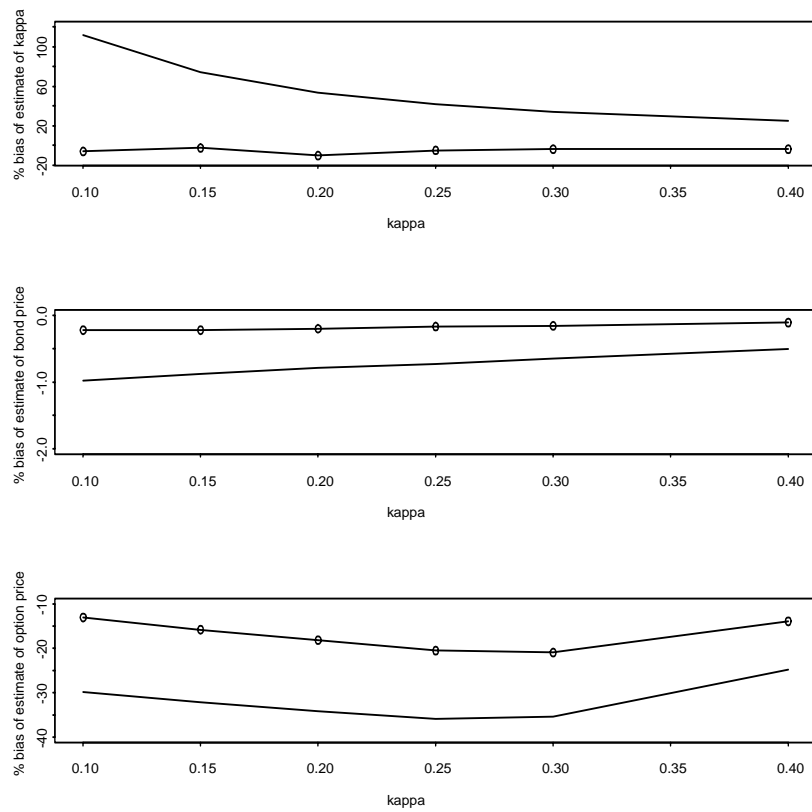 % bias of estimate of kappa
100
60
20
-20
0.10 0.15 0.20 0.25 0.30 0.35 0.40
kappa
% bias of estimate of bond price
0.0
-1.0
-2.0
0.10 0.15 0.20 0.25 0.30 0.35 0.40
kappa
% bias of estimate of option price
-10
-20
-30
-40
0.10 0.15 0.20 0.25 0.30 0.35 0.40
kappa